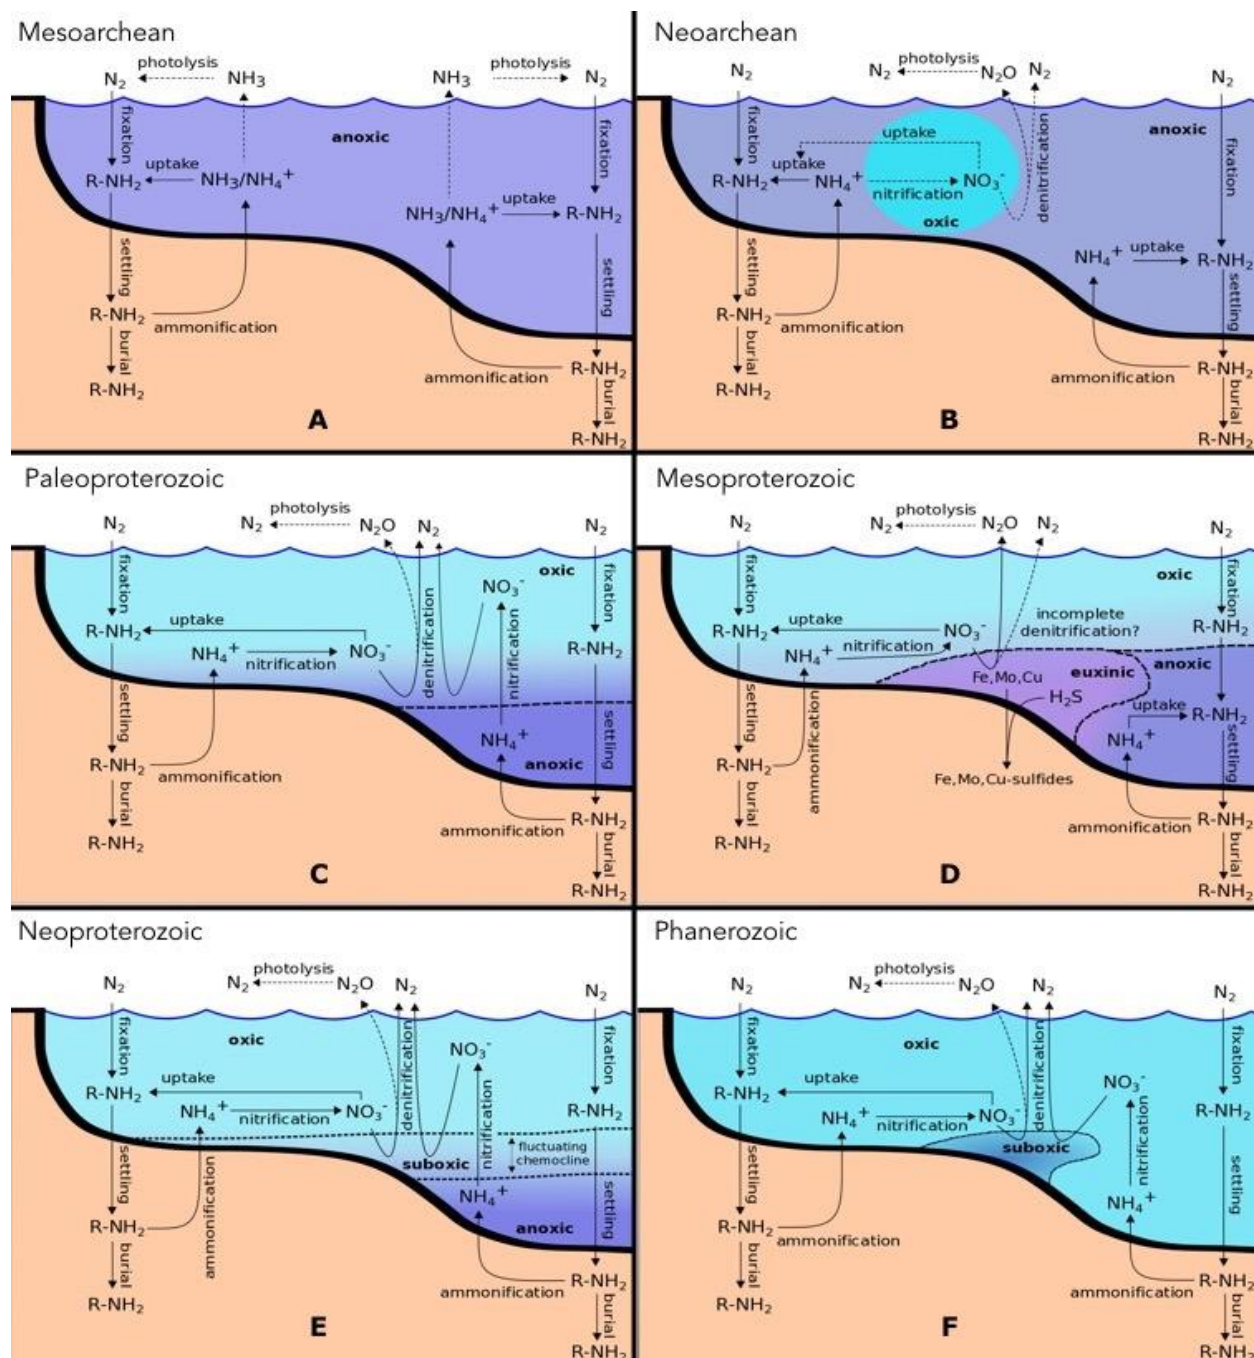 Mesoarchean
N₂ photolysis NH3
NH3 photolysis N₂
anoxic
fixation
fixation
R-NH₂ uptake NH3/NH4⁺
NH3/NH4⁺ uptake R-NH₂
settling
settling
R-NH₂
ammonification
burial
R-NH₂
ammonification R-NH₂
burial
R-NH₂
A
Neoarchean
N₂
N₂ photolysis N₂O N₂
N₂
anoxic
fixation
uptake
fixation
denitrification
R-NH₂ uptake NH₄⁺ nitrification NO₃⁻
oxic
NH₄⁺ uptake R-NH₂
settling
settling
R-NH₂
ammonification
burial
R-NH₂
ammonification R-NH₂
burial
R-NH₂
B
Paleoproterozoic
N₂
N₂ photolysis N₂O N₂
N₂
oxic
fixation
fixation
NO₃⁻
R-NH₂ uptake
NH₄⁺ nitrification NO₃⁻
denitrification
nitrification
R-NH₂
settling
settling
NH₄⁺
anoxic
R-NH₂
ammonification
burial
R-NH₂
ammonification R-NH₂
burial
R-NH₂
C
Mesoproterozoic
N₂
N₂ photolysis N₂O N₂
N₂
oxic
fixation
fixation
incomplete
denitrification?
R-NH₂ uptake NO₃⁻
R-NH₂
NH₄⁺ nitrification
euxinic
anoxic
Fe,Mo,Cu
H₂S
uptake R-NH₂
NH₄⁺
settling
settling
ammonification
R-NH₂
Fe,Mo,Cu-sulfides
burial
R-NH₂
ammonification R-NH₂
burial
R-NH₂
D
Neoproterozoic
N₂
N₂ photolysis N₂O N₂
N₂
oxic
fixation
fixation
NO₃⁻
R-NH₂ uptake
NH₄⁺ nitrification NO₃⁻
denitrification
nitrification
R-NH₂
fluctuating
chemocline
suboxic
settling
settling
NH₄⁺
anoxic
R-NH₂
ammonification
burial
R-NH₂
ammonification R-NH₂
burial
R-NH₂
E
Phanerozoic
N₂
N₂ photolysis N₂O N₂
N₂
oxic
fixation
fixation
R-NH₂ uptake
NO₃⁻
NH₄⁺ nitrification NO₃⁻
denitrification
nitrification
R-NH₂
suboxic
settling
settling
NH₄⁺
R-NH₂
ammonification
burial
R-NH₂
ammonification R-NH₂
burial
R-NH₂
F